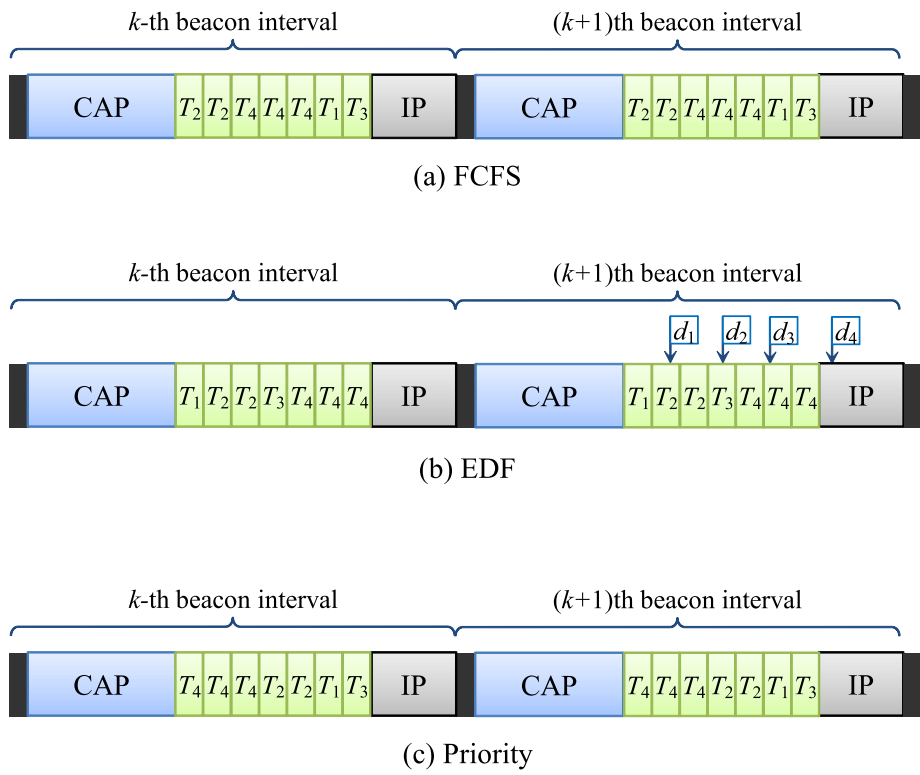 k-th beacon interval (k+1)th beacon interval
CAP T₂ T₂ T₄ T₄ T₄ T₁ T₃ IP CAP T₂ T₂ T₄ T₄ T₄ T₁ T₃ IP
(a) FCFS
k-th beacon interval (k+1)th beacon interval
d₁ d₂ d₃ d₄
CAP T₁ T₂ T₂ T₃ T₄ T₄ T₄ IP CAP T₁ T₂ T₂ T₃ T₄ T₄ T₄ IP
(b) EDF
k-th beacon interval (k+1)th beacon interval
CAP T₄ T₄ T₄ T₂ T₂ T₁ T₃ IP CAP T₄ T₄ T₄ T₂ T₂ T₁ T₃ IP
(c) Priority